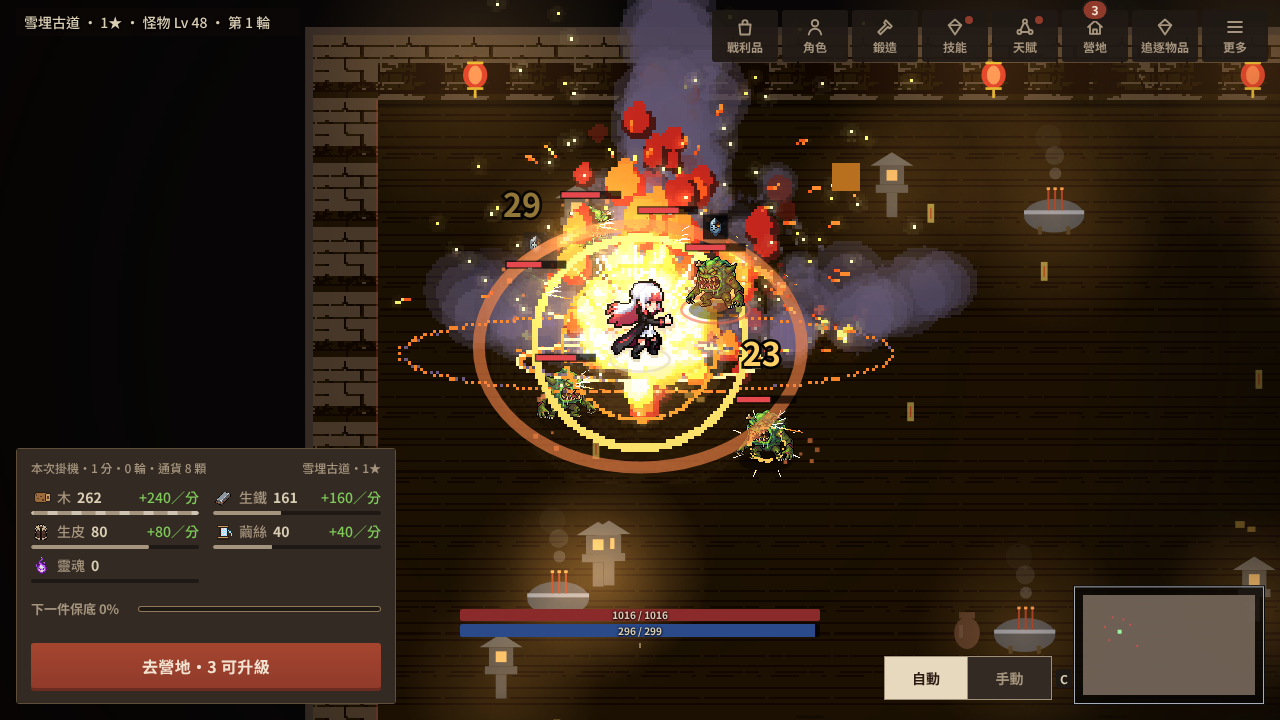 雪埋古道 · 1★ · 怪物 Lv 48 · 第 1 輪
3
戰利品
角色
鍛造
技能
天賦
營地
追逐物品
更多
29
23
本次掛機 · 1 分 · 0 輪 · 通貨 8 顆
雪埋古道 · 1★
木 262 +240／分
生鐵 161 +160／分
生皮 80 +80／分
繭絲 40 +40／分
靈魂 0
下一件保底 0%
去營地 · 3 可升級
1016 / 1016
296 / 299
自動
手動
C